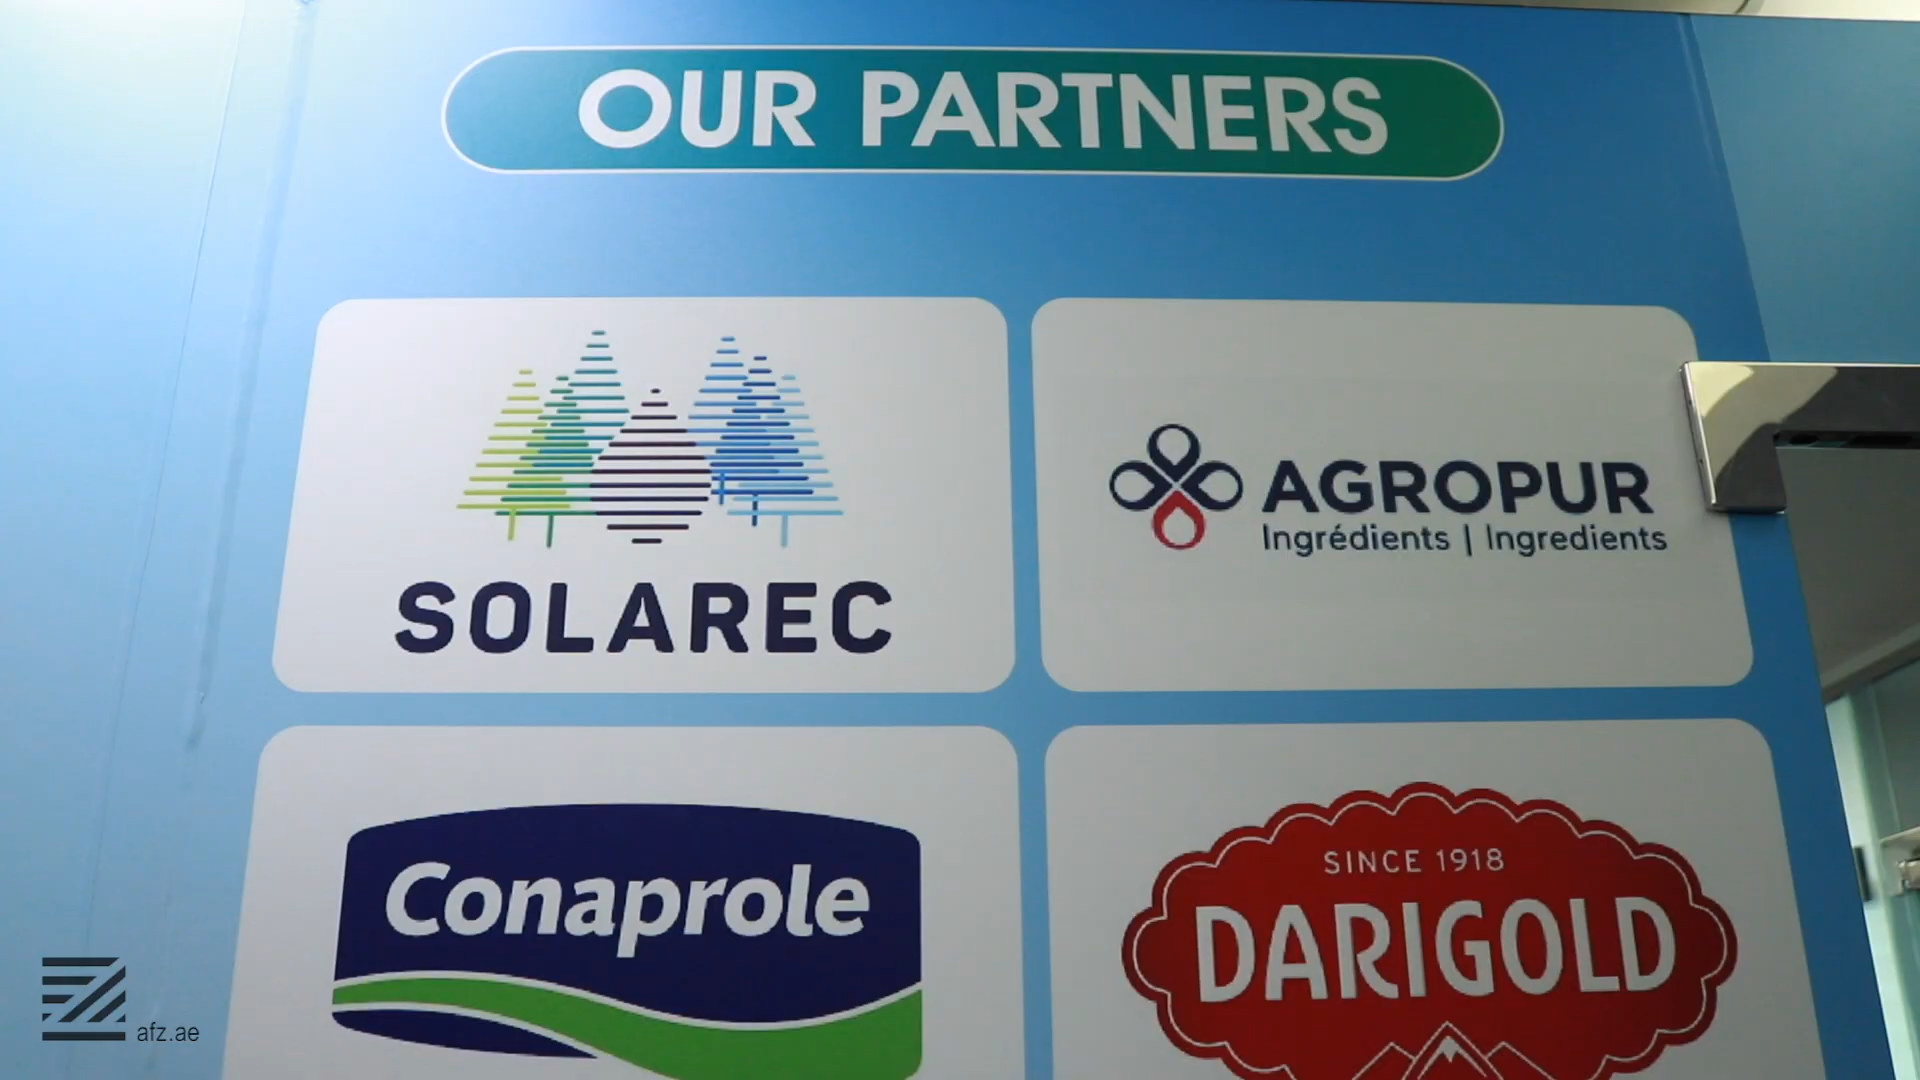 OUR PARTNERS
SOLAREC
AGROPUR
Ingrédients | Ingredients
Conaprole
SINCE 1918
DARIGOLD
afz.ae